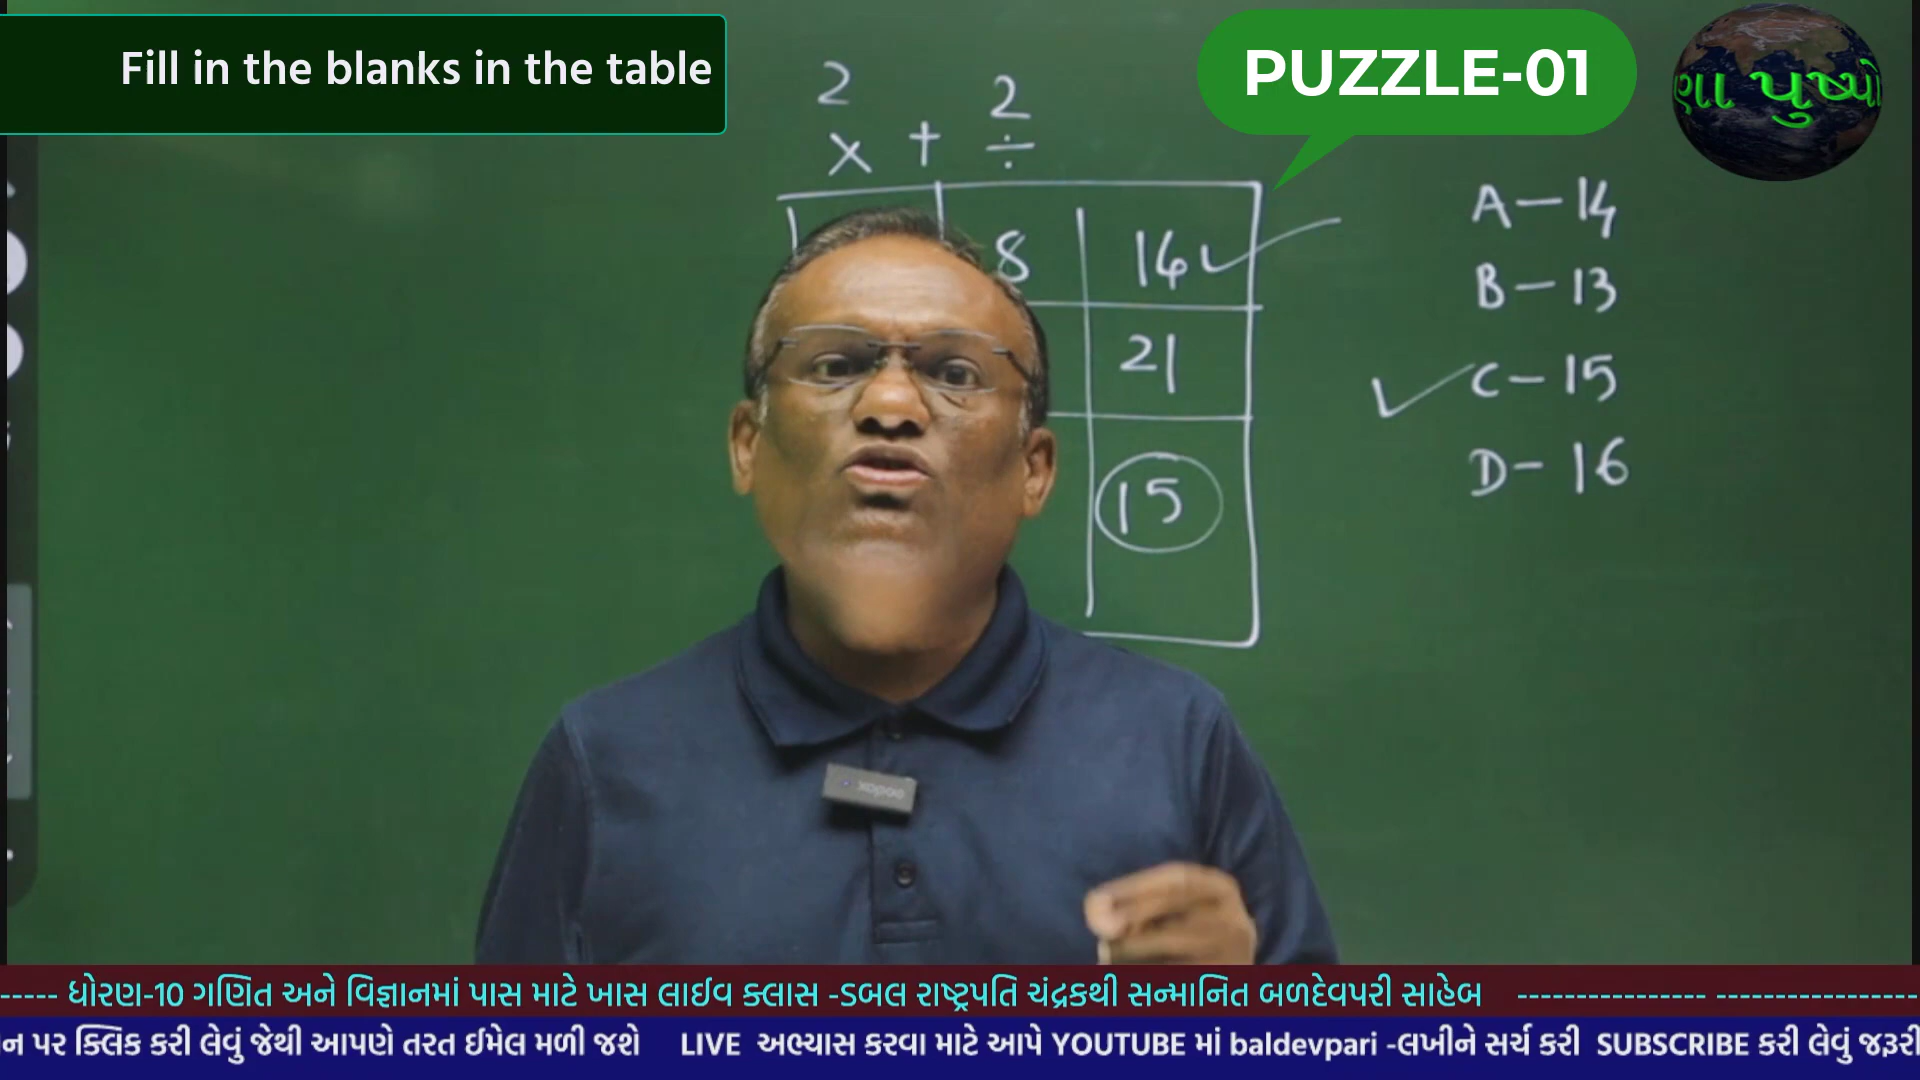 Fill in the blanks in the table
PUZZLE-01
ણા પુષ્પો
2 2
× + ÷
8 14
21
15
A-14
B-13
C-15
D-16
----- ધોરણ-10 ગણિત અને વિજ્ઞાનમાં પાસ માટે ખાસ લાઈવ ક્લાસ -ડબલ રાષ્ટ્રપતિ ચંદ્રકથી સન્માનિત બળદેવપરી સાહેબ ---------------- -----------------
ન પર ક્લિક કરી લેવું જેથી આપણે તરત ઈમેલ મળી જશે LIVE અભ્યાસ કરવા માટે આપે YOUTUBE માં baldevpari -લખીને સર્ચ કરી SUBSCRIBE કરી લેવું જરૂરી